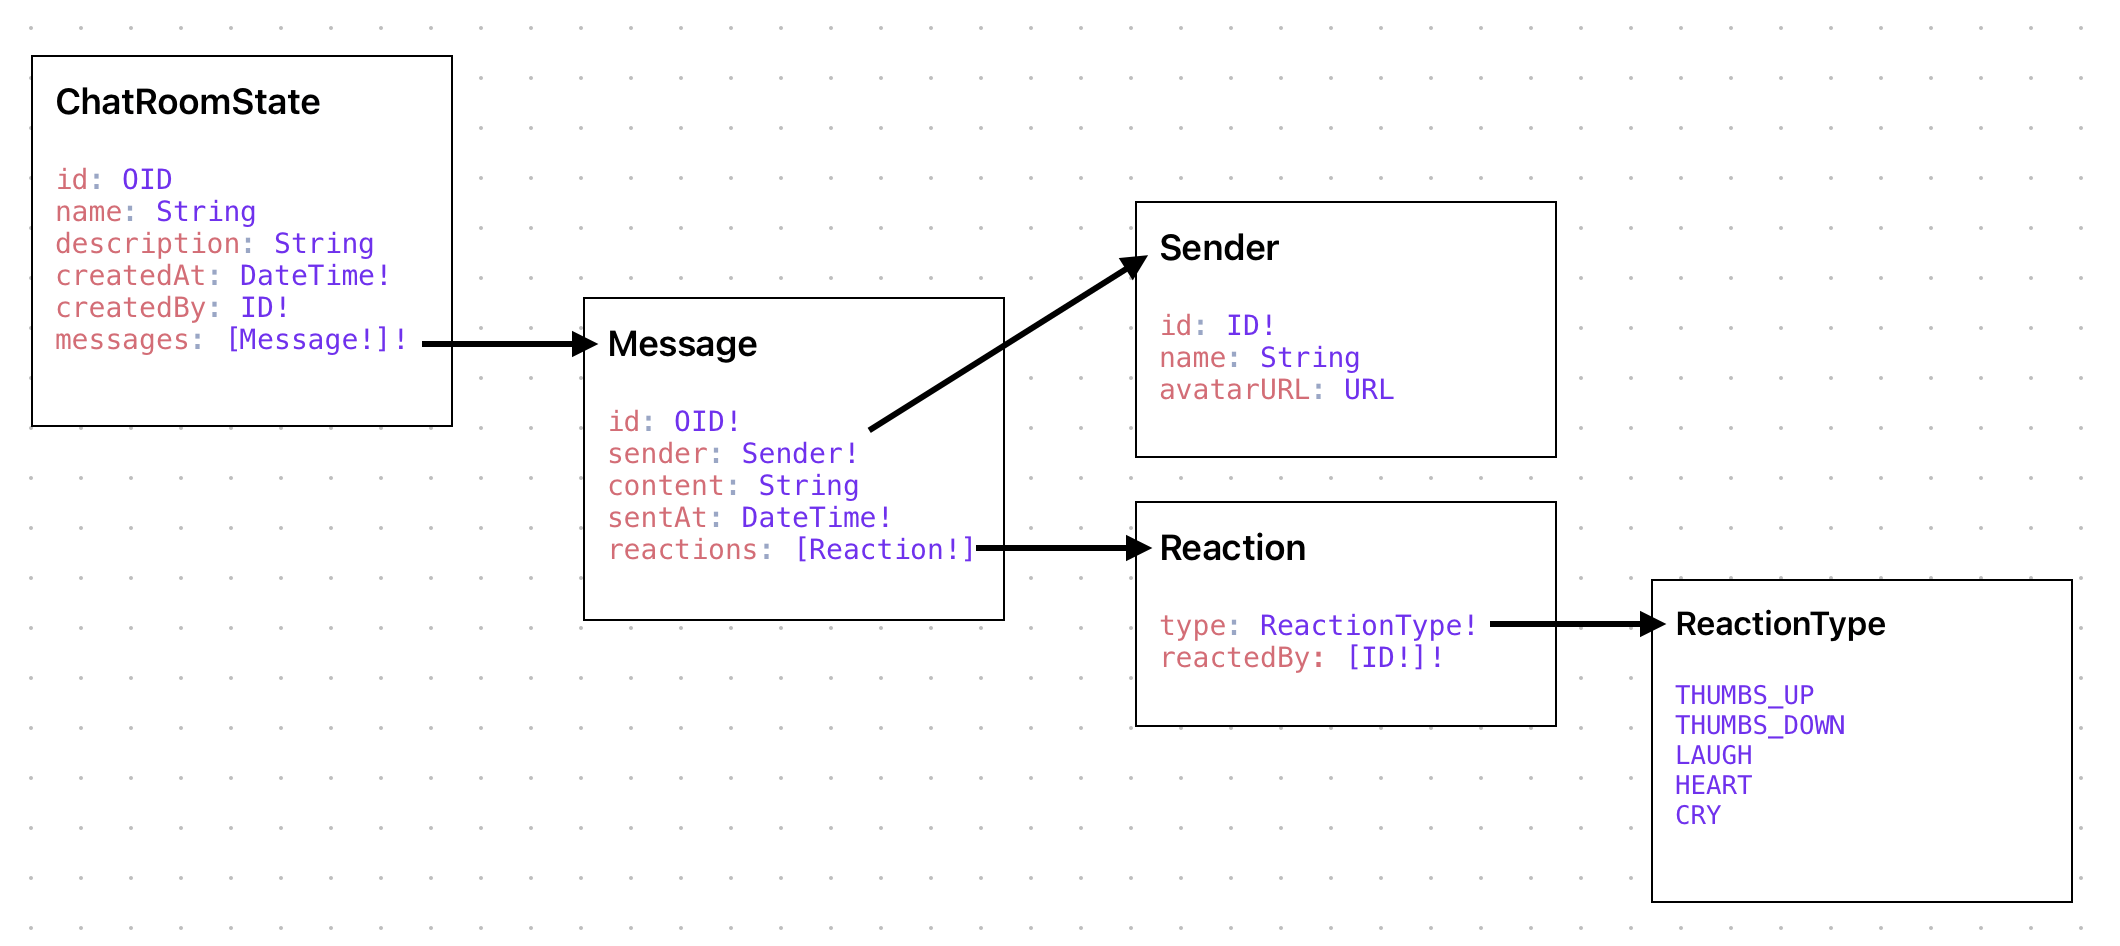 ChatRoomState
id: OID
name: String
description: String
createdAt: DateTime!
createdBy: ID!
messages: [Message!]!
Message
id: OID!
sender: Sender!
content: String
sentAt: DateTime!
reactions: [Reaction!]
Sender
id: ID!
name: String
avatarURL: URL
Reaction
type: ReactionType!
reactedBy: [ID!]!
ReactionType
THUMBS_UP
THUMBS_DOWN
LAUGH
HEART
CRY